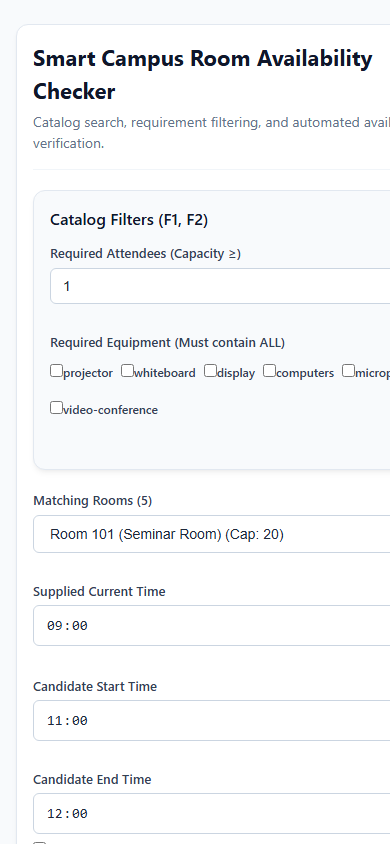 Smart Campus Room Availability
Checker
Catalog search, requirement filtering, and automated
verification.
Catalog Filters (F1, F2)
Required Attendees (Capacity ≥)
1
Required Equipment (Must contain ALL)
projector whiteboard display computers
video-conference
Matching Rooms (5)
Room 101 (Seminar Room) (Cap: 20)
Supplied Current Time
09:00
Candidate Start Time
11:00
Candidate End Time
12:00